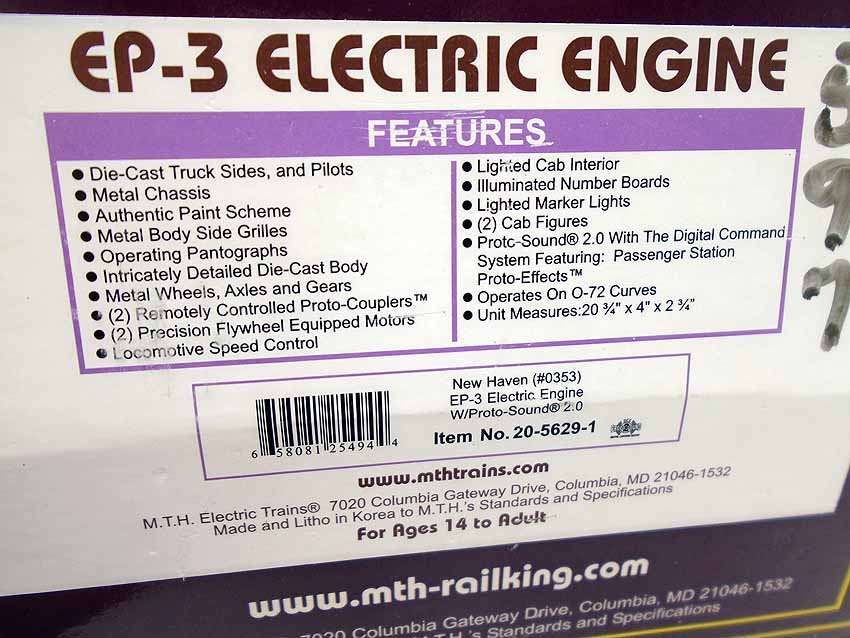 EP-3 ELECTRIC ENGINE
FEATURES
● Die-Cast Truck Sides, and Pilots
● Metal Chassis
● Authentic Paint Scheme
● Metal Body Side Grilles
● Operating Pantographs
● Intricately Detailed Die-Cast Body
● Metal Wheels, Axles and Gears
● (2) Remotely Controlled Proto-Couplers™
● (2) Precision Flywheel Equipped Motors
● Locomotive Speed Control
● Lighted Cab Interior
● Illuminated Number Boards
● Lighted Marker Lights
● (2) Cab Figures
● Proto-Sound® 2.0 With The Digital Command
System Featuring: Passenger Station
Proto-Effects™
● Operates On O-72 Curves
● Unit Measures:20 ¾" x 4" x 2 ¾"
New Haven (#0353)
EP-3 Electric Engine
W/Proto-Sound® 2.0
Item No. 20-5629-1
6 58081 25494 4
www.mthtrains.com
M.T.H. Electric Trains® 7020 Columbia Gateway Drive, Columbia, MD 21046-1532
Made and Litho in Korea to M.T.H.'s Standards and Specifications
For Ages 14 to Adult
www.mth-railking.com
7020 Columbia Gateway Drive, Columbia, MD 21046-1532
M.T.H.'s Standards and Specifications